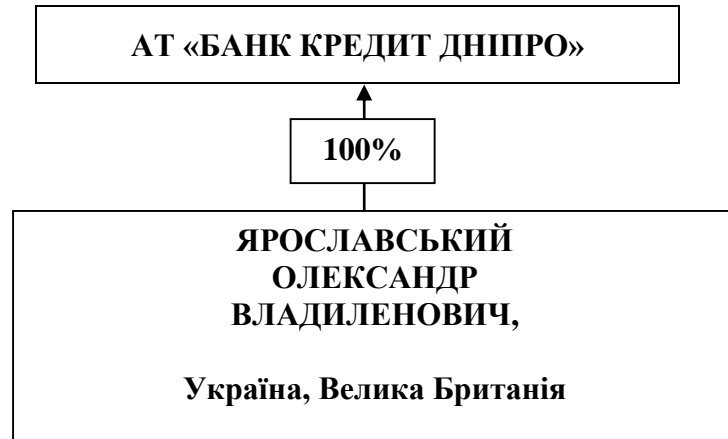 АТ «БАНК КРЕДИТ ДНІПРО»
100%
ЯРОСЛАВСЬКИЙ
ОЛЕКСАНДР
ВЛАДИЛЕНОВИЧ,
Україна, Велика Британія